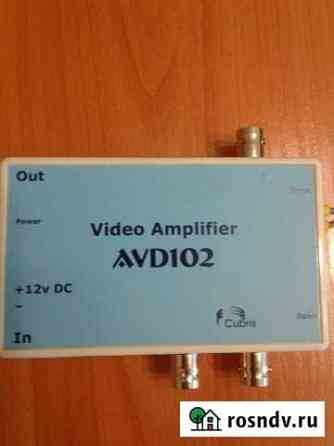 Out
Power
Video Amplifier
AVD102
+12v DC
–
In
Cubris
rosndv.ru